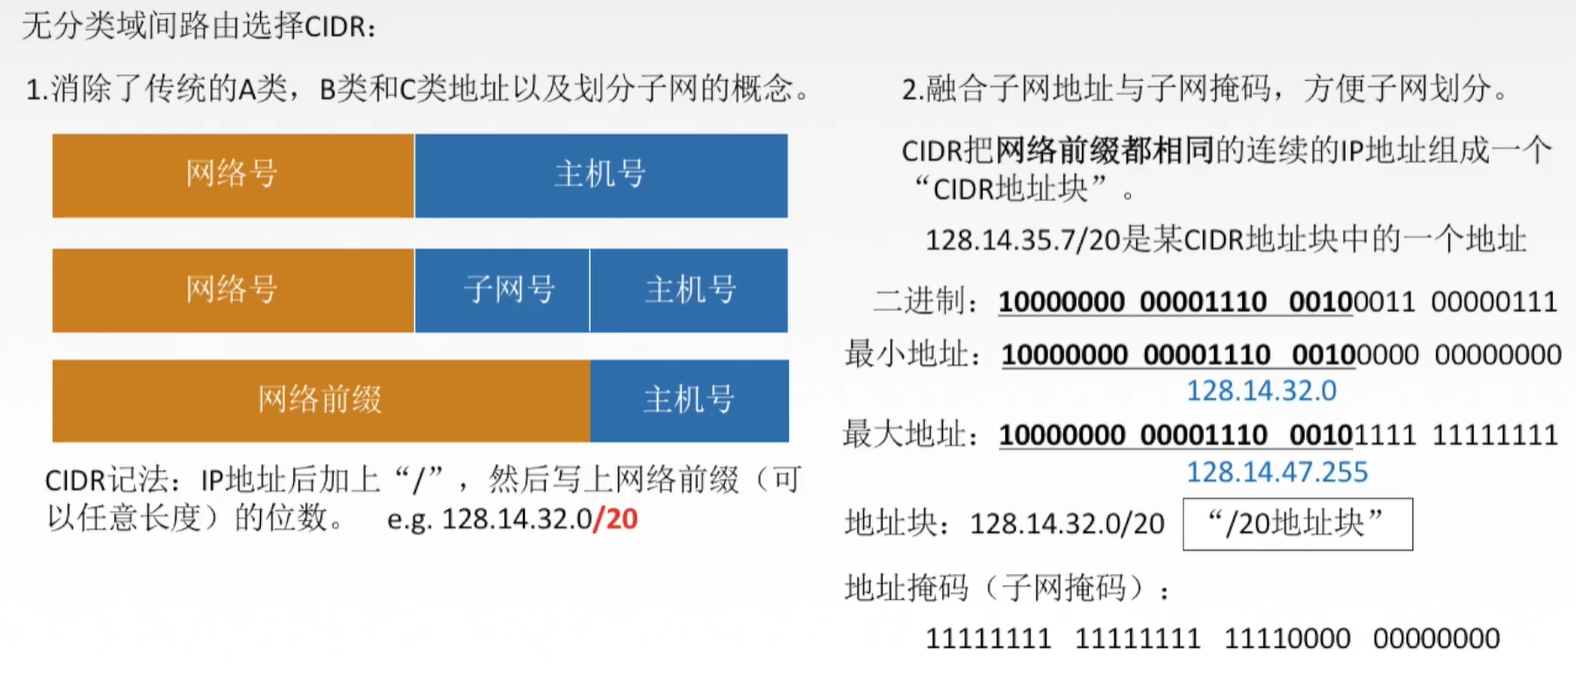 无分类域间路由选择CIDR：
1.消除了传统的A类，B类和C类地址以及划分子网的概念。
网络号 主机号
网络号 子网号 主机号
网络前缀 主机号
CIDR记法：IP地址后加上“/”，然后写上网络前缀（可
以任意长度）的位数。 e.g. 128.14.32.0/20
2.融合子网地址与子网掩码，方便子网划分。
CIDR把网络前缀都相同的连续的IP地址组成一个
“CIDR地址块”。
128.14.35.7/20是某CIDR地址块中的一个地址
二进制：10000000 00001110 00100011 00000111
最小地址：10000000 00001110 00100000 00000000
128.14.32.0
最大地址：10000000 00001110 00101111 11111111
128.14.47.255
地址块：128.14.32.0/20 “/20地址块”
地址掩码（子网掩码）：
11111111 11111111 11110000 00000000